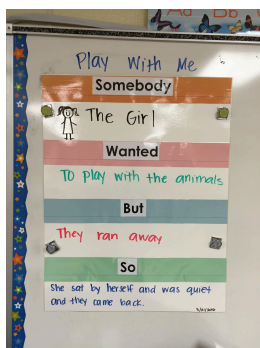 Play With Me
Somebody
The Girl
Wanted
To play with the animals
But
They ran away
So
She sat by herself and was quiet
and they came back.